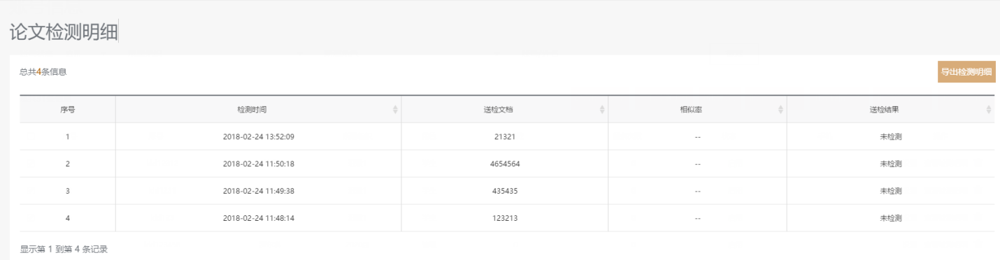 论文检测明细
总共4条信息 导出检测明细
序号 检测时间 送检文档 相似率 送检结果
1 2018-02-24 13:52:09 21321 -- 未检测
2 2018-02-24 11:50:18 4654564 -- 未检测
3 2018-02-24 11:49:38 435435 -- 未检测
4 2018-02-24 11:48:14 123213 -- 未检测
显示第 1 到第 4 条记录